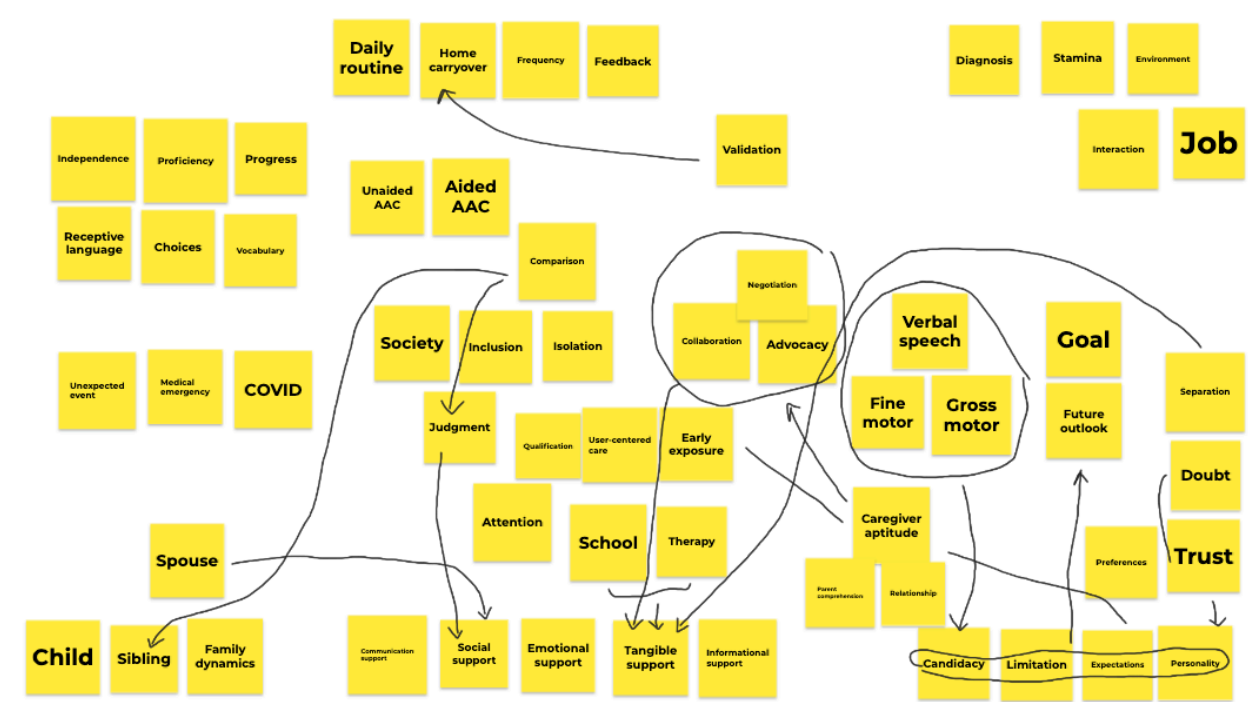 Daily
routine
Home
carryover
Frequency
Feedback
Diagnosis
Stamina
Environment
Independence
Proficiency
Progress
Validation
Interaction
Job
Unaided
AAC
Aided
AAC
Receptive
language
Choices
Vocabulary
Comparison
Negotiation
Society
Inclusion
Isolation
Collaboration
Advocacy
Verbal
speech
Goal
Unexpected
event
Medical
emergency
COVID
Separation
Judgment
Fine
motor
Gross
motor
Future
outlook
Qualification
User-centered
care
Early
exposure
Doubt
Attention
School
Therapy
Caregiver
aptitude
Spouse
Preferences
Trust
Parent
comprehension
Relationship
Child
Sibling
Family
dynamics
Communication
support
Social
support
Emotional
support
Tangible
support
Informational
support
Candidacy
Limitation
Expectations
Personality